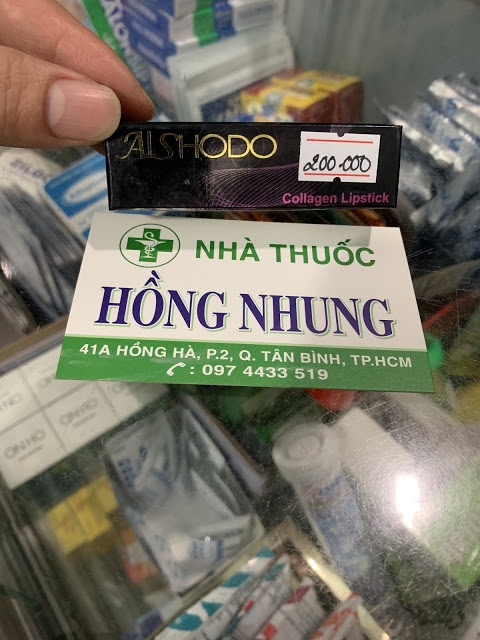 AISHODO
200.000
Collagen Lipstick
NHÀ THUỐC
HỒNG NHUNG
41A HỒNG HÀ, P.2, Q. TÂN BÌNH, TP.HCM
: 097 4433 519